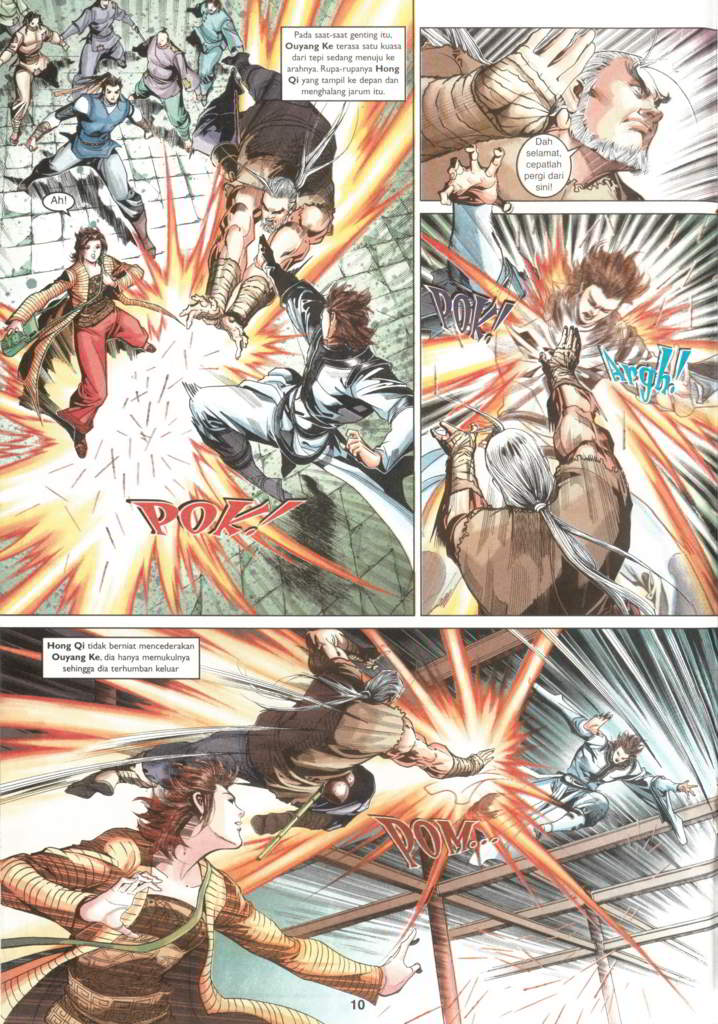 Pada saat-saat genting itu,
Ouyang Ke terasa satu kuasa
dari tepi sedang menuju ke
arahnya. Rupa-rupanya Hong
Qi yang tampil ke depan dan
menghalang jarum itu.
Ah!
POK!
Dah
selamat,
cepatlah
pergi dari
sini!
POK!
Argh!
Hong Qi tidak berniat mencederakan
Ouyang Ke, dia hanya memukulnya
sehingga dia terhumban keluar
POM...
10